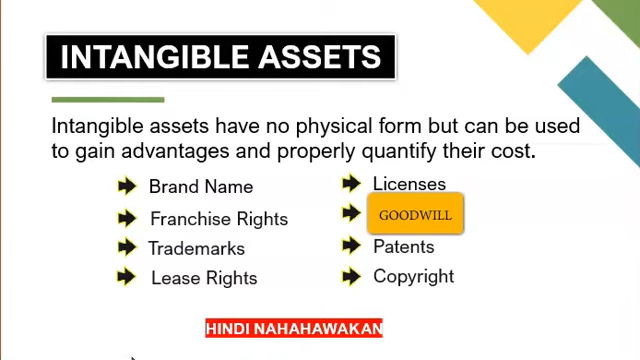 INTANGIBLE ASSETS
Intangible assets have no physical form but can be used
to gain advantages and properly quantify their cost.
Brand Name
Franchise Rights
Trademarks
Lease Rights
Licenses
GOODWILL
Patents
Copyright
HINDI NAHAHAWAKAN